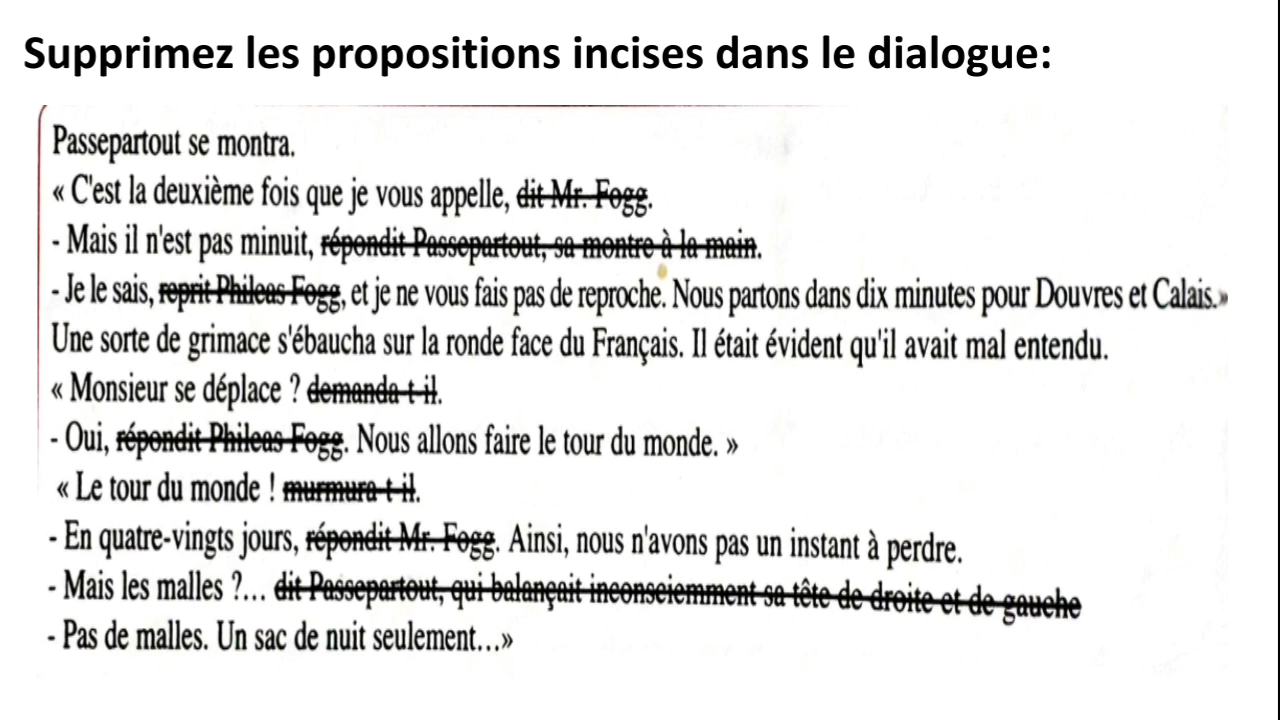 Supprimez les propositions incises dans le dialogue:
Passepartout se montra.
« C'est la deuxième fois que je vous appelle, dit Mr. Fogg.
- Mais il n'est pas minuit, répondit Passepartout, sa montre à la main.
- Je le sais, reprit Phileas Fogg, et je ne vous fais pas de reproche. Nous partons dans dix minutes pour Douvres et Calais.»
Une sorte de grimace s'ébaucha sur la ronde face du Français. Il était évident qu'il avait mal entendu.
« Monsieur se déplace ? demanda-t-il.
- Oui, répondit Phileas Fogg. Nous allons faire le tour du monde. »
« Le tour du monde ! murmura-t-il.
- En quatre-vingts jours, répondit Mr. Fogg. Ainsi, nous n'avons pas un instant à perdre.
- Mais les malles ?... dit Passepartout, qui balançait inconsciemment sa tête de droite et de gauche
- Pas de malles. Un sac de nuit seulement...»